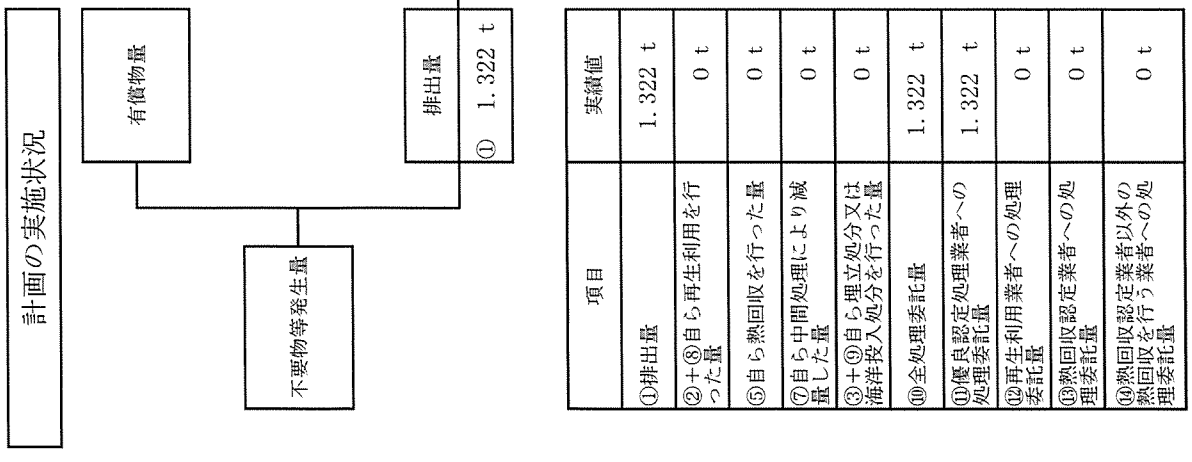 計画の実施状況
有償物量
不要物等発生量
排出量
① 1.322 t
項目 実績値
①排出量 1.322 t
②+⑧自ら再生利用を行
った量 0 t
⑤自ら熱回収を行った量 0 t
⑦自ら中間処理により減
量した量 0 t
③+⑨自ら埋立処分又は
海洋投入処分を行った量 0 t
⑩全処理委託量 1.322 t
⑪優良認定処理業者への
処理委託量 1.322 t
⑫再生利用業者への処理
委託量 0 t
⑬熱回収認定業者への処
理委託量 0 t
⑭熱回収認定業者以外の
熱回収を行う業者への処
理委託量 0 t